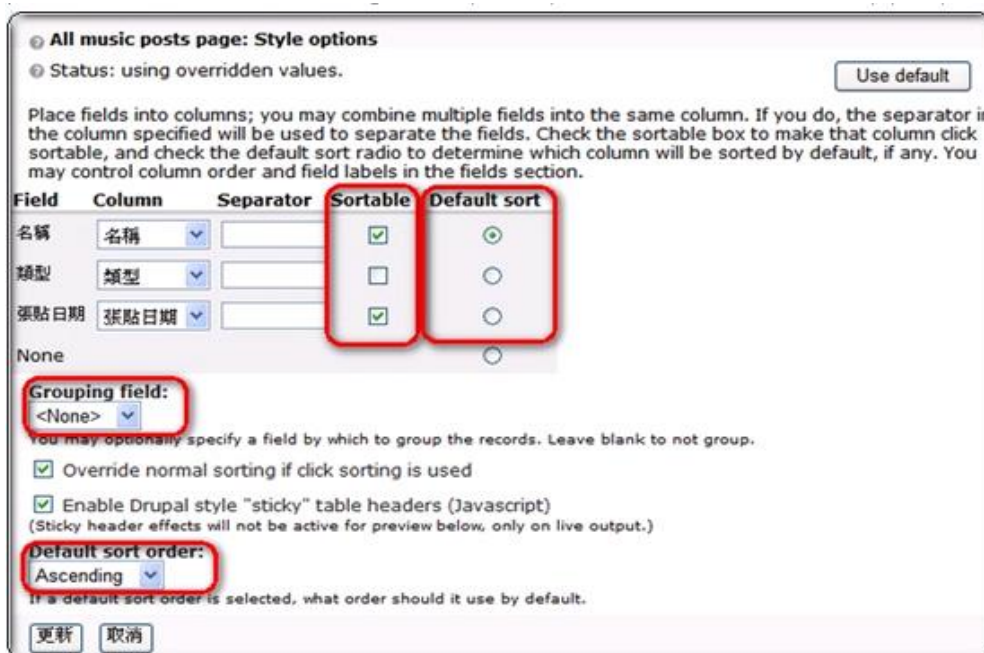 All music posts page: Style options
Status: using overridden values.
Use default
Place fields into columns; you may combine multiple fields into the same column. If you do, the separator in
the column specified will be used to separate the fields. Check the sortable box to make that column click
sortable, and check the default sort radio to determine which column will be sorted by default, if any. You
may control column order and field labels in the fields section.
Field Column Separator Sortable Default sort
名稱 名稱
類型 類型
張貼日期 張貼日期
None
Grouping field:
<None>
You may optionally specify a field by which to group the records. Leave blank to not group.
Override normal sorting if click sorting is used
Enable Drupal style "sticky" table headers (Javascript)
(Sticky header effects will not be active for preview below, only on live output.)
Default sort order:
Ascending
If a default sort order is selected, what order should it use by default.
更新 取消